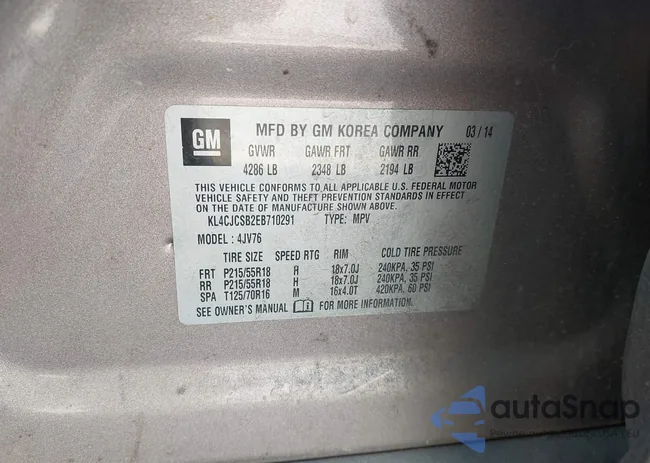 GM
MFD BY GM KOREA COMPANY 03 / 14
GVWR GAWR FRT GAWR RR
4286 LB 2348 LB 2194 LB
THIS VEHICLE CONFORMS TO ALL APPLICABLE U.S. FEDERAL MOTOR
VEHICLE SAFETY AND THEFT PREVENTION STANDARDS IN EFFECT
ON THE DATE OF MANUFACTURE SHOWN ABOVE.
KL4CJCSB2EB710291 TYPE: MPV
MODEL : 4JV76
TIRE SIZE SPEED RTG RIM COLD TIRE PRESSURE
FRT P215/55R18 H 18x7.0J 240KPA, 35 PSI
RR P215/55R18 H 18x7.0J 240KPA, 35 PSI
SPA T125/70R16 M 16x4.0T 420KPA, 60 PSI
SEE OWNER'S MANUAL FOR MORE INFORMATION.
autaSnap